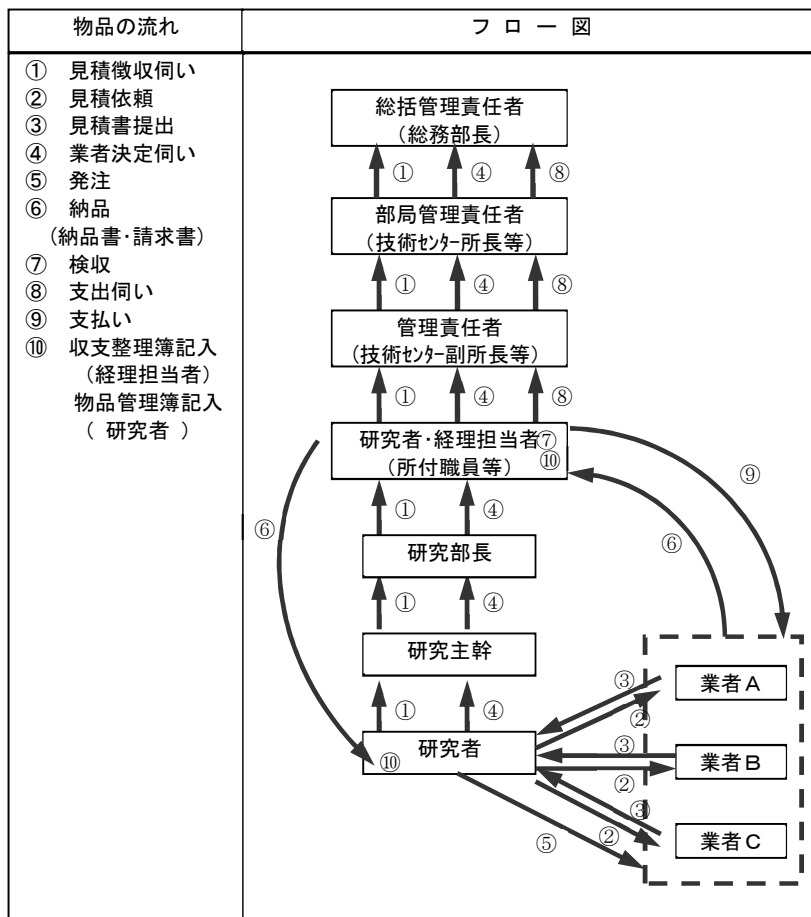 物品の流れ
フロー図
① 見積徴収伺い
② 見積依頼
③ 見積書提出
④ 業者決定伺い
⑤ 発注
⑥ 納品
(納品書・請求書)
⑦ 検収
⑧ 支出伺い
⑨ 支払い
⑩ 収支整理簿記入
(経理担当者)
物品管理簿記入
( 研究者 )
総括管理責任者
(総務部長)
① ④ ⑧
部局管理責任者
(技術ｾﾝﾀｰ所長等)
① ④ ⑧
管理責任者
(技術ｾﾝﾀｰ副所長等)
① ④ ⑧
研究者・経理担当者⑦
(所付職員等) ⑩
① ④
研究部長
① ④
研究主幹
① ④
研究者
⑩
⑥
⑨
⑥
③
②
業者A
③
②
業者B
③
②
業者C
⑤